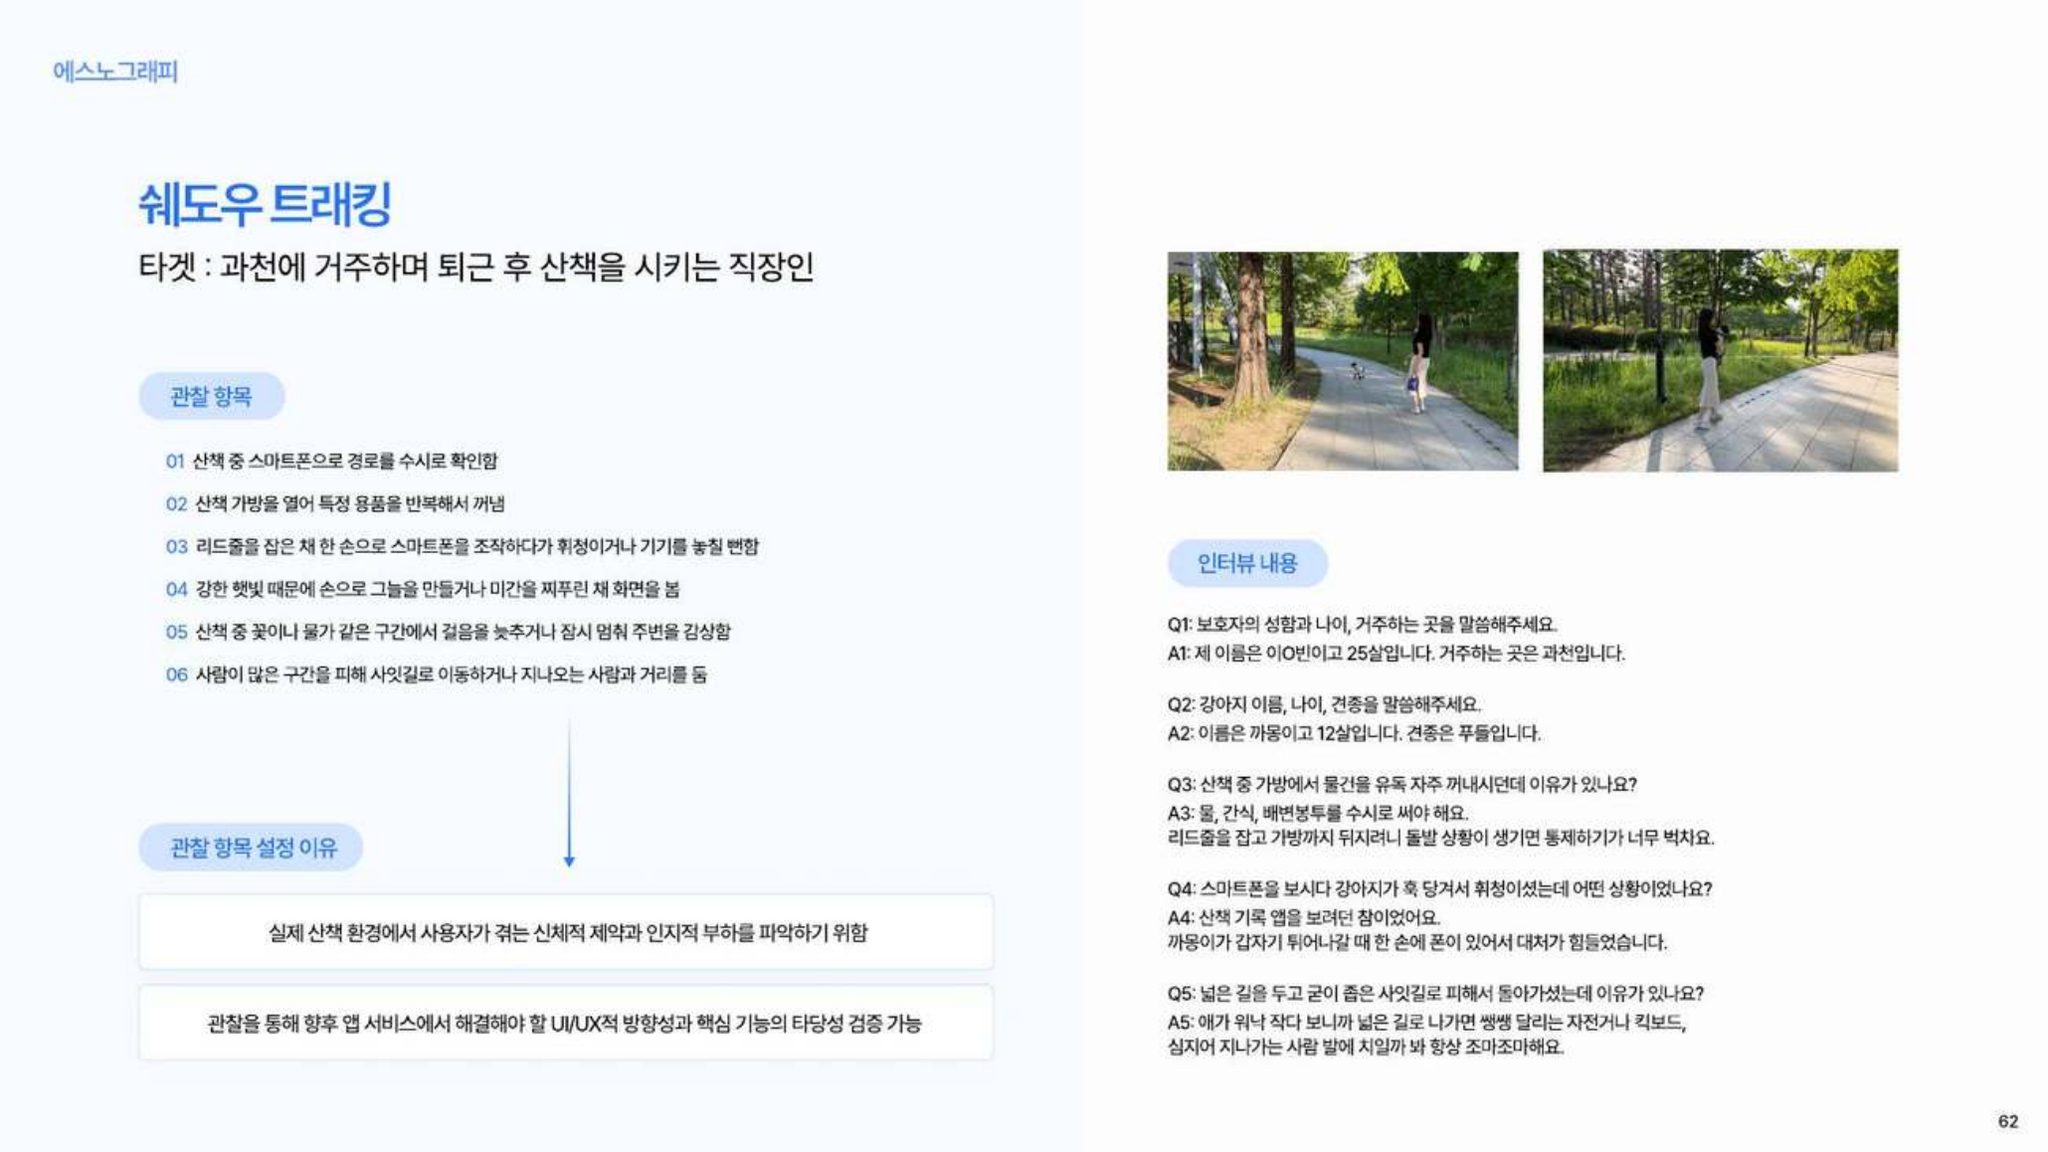 에스노그래피
쉐도우 트래킹
타겟 : 과천에 거주하며 퇴근 후 산책을 시키는 직장인
관찰 항목
01 산책 중 스마트폰으로 경로를 수시로 확인함
02 산책 가방을 열어 특정 용품을 반복해서 꺼냄
03 리드줄을 잡은 채 한 손으로 스마트폰을 조작하다가 휘청이거나 기기를 놓칠 뻔함
04 강한 햇빛 때문에 손으로 그늘을 만들거나 미간을 찌푸린 채 화면을 봄
05 산책 중 꽃이나 물가 같은 구간에서 걸음을 늦추거나 잠시 멈춰 주변을 감상함
06 사람이 많은 구간을 피해 사잇길로 이동하거나 지나오는 사람과 거리를 둠
관찰 항목 설정 이유
실제 산책 환경에서 사용자가 겪는 신체적 제약과 인지적 부하를 파악하기 위함
관찰을 통해 향후 앱 서비스에서 해결해야 할 UI/UX적 방향성과 핵심 기능의 타당성 검증 가능
인터뷰 내용
Q1: 보호자의 성함과 나이, 거주하는 곳을 말씀해주세요.
A1: 제 이름은 이O빈이고 25살입니다. 거주하는 곳은 과천입니다.
Q2: 강아지 이름, 나이, 견종을 말씀해주세요.
A2: 이름은 까몽이고 12살입니다. 견종은 푸들입니다.
Q3: 산책 중 가방에서 물건을 유독 자주 꺼내시던데 이유가 있나요?
A3: 물, 간식, 배변봉투를 수시로 써야 해요.
리드줄을 잡고 가방까지 뒤지려니 돌발 상황이 생기면 통제하기가 너무 벅차요.
Q4: 스마트폰을 보시다 강아지가 훅 당겨서 휘청이셨는데 어떤 상황이었나요?
A4: 산책 기록 앱을 보려던 참이었어요.
까몽이가 갑자기 튀어나갈 때 한 손에 폰이 있어서 대처가 힘들었습니다.
Q5: 넓은 길을 두고 굳이 좁은 사잇길로 피해서 돌아가셨는데 이유가 있나요?
A5: 애가 워낙 작다 보니까 넓은 길로 나가면 쌩쌩 달리는 자전거나 킥보드,
심지어 지나가는 사람 발에 치일까 봐 항상 조마조마해요.
62